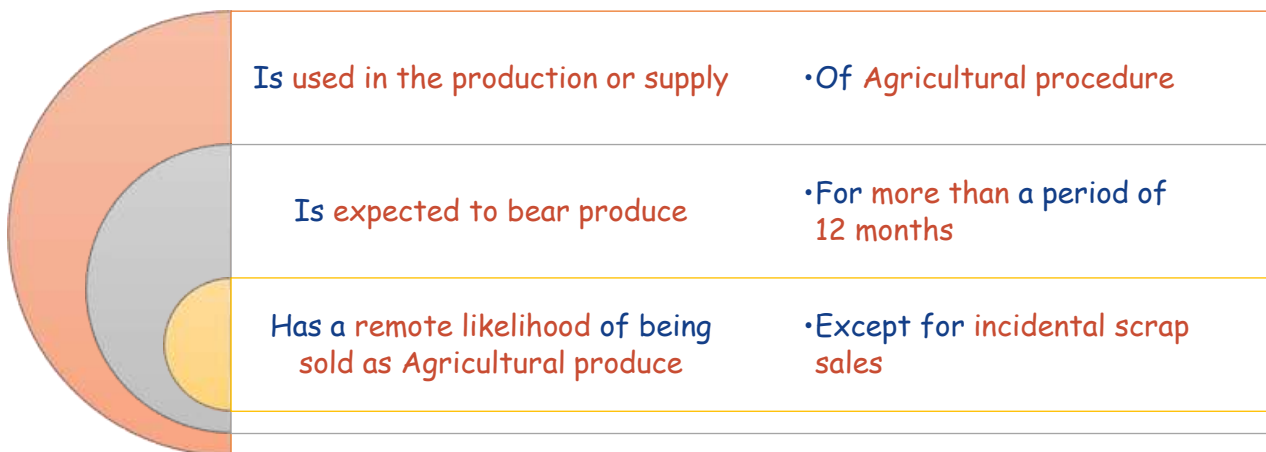 Is used in the production or supply
•Of Agricultural procedure
Is expected to bear produce
•For more than a period of
12 months
Has a remote likelihood of being
sold as Agricultural produce
•Except for incidental scrap
sales